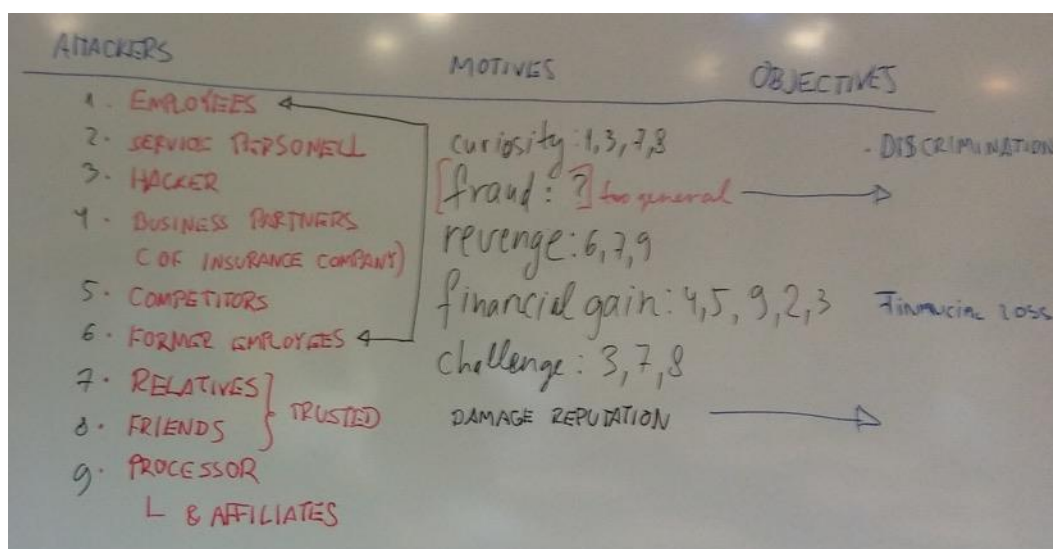 ATTACKERS
MOTIVES
OBJECTIVES
1. EMPLOYEES
2. SERVICE PERSONELL
3. HACKER
4. BUSINESS PARTNERS
(OF INSURANCE COMPANY)
5. COMPETITORS
6. FORMER EMPLOYEES
7. RELATIVES
8. FRIENDS
TRUSTED
9. PROCESSOR
& AFFILIATES
curiosity: 1,3,7,8
[fraud: ?] too general
revenge: 6,7,9
financial gain: 4,5,9,2,3
challenge: 3,7,8
DAMAGE REPUTATION
- DISCRIMINATION
FINANCIAL LOSS